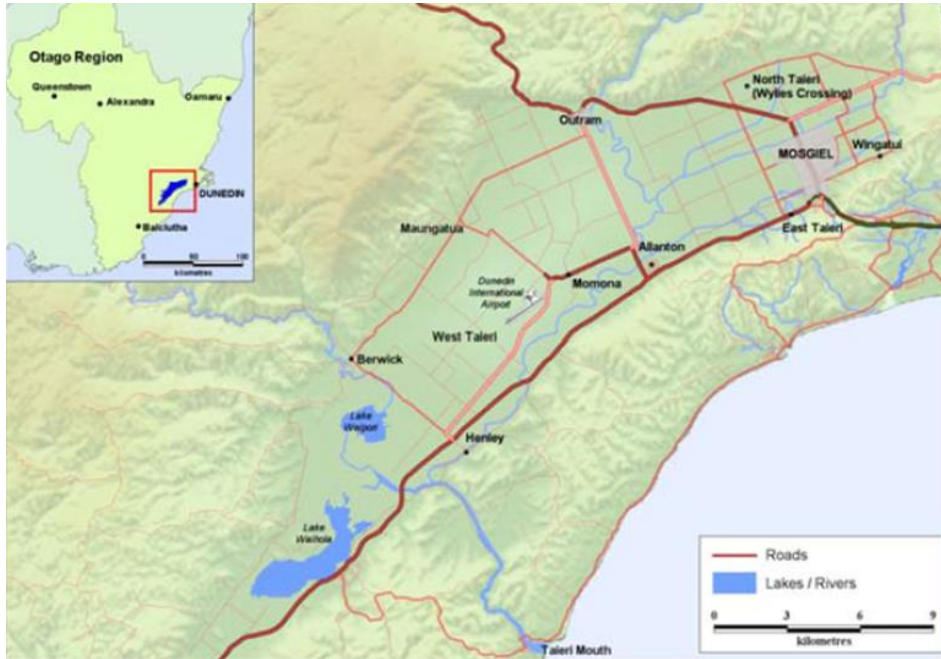 Otago Region
Queenstown
Alexandra
Oamaru
DUNEDIN
Balclutha
0 50 100
kilometres
North Taieri
(Wylies Crossing)
Outram
MOSGIEL
Wingatui
Maungatua
Allanton
East Taieri
Dunedin
International
Airport
Momona
West Taieri
Berwick
Lake
Waipori
Henley
Lake
Waihola
Roads
Lakes / Rivers
0 3 6 9
kilometres
Taieri Mouth